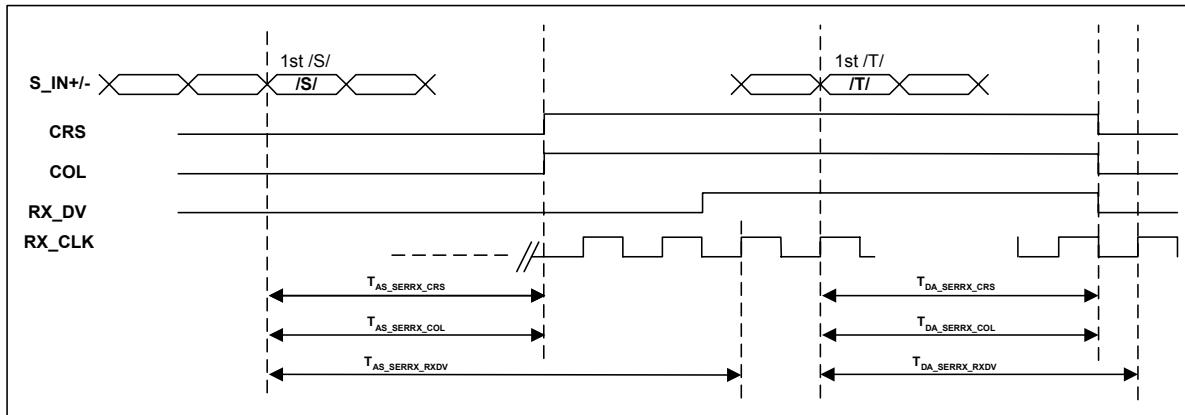 1st /S/
1st /T/
S_IN+/-
/S/
/T/
CRS
COL
RX_DV
RX_CLK
TAS_SERRX_CRS
TDA_SERRX_CRS
TAS_SERRX_COL
TDA_SERRX_COL
TAS_SERRX_RXDV
TDA_SERRX_RXDV